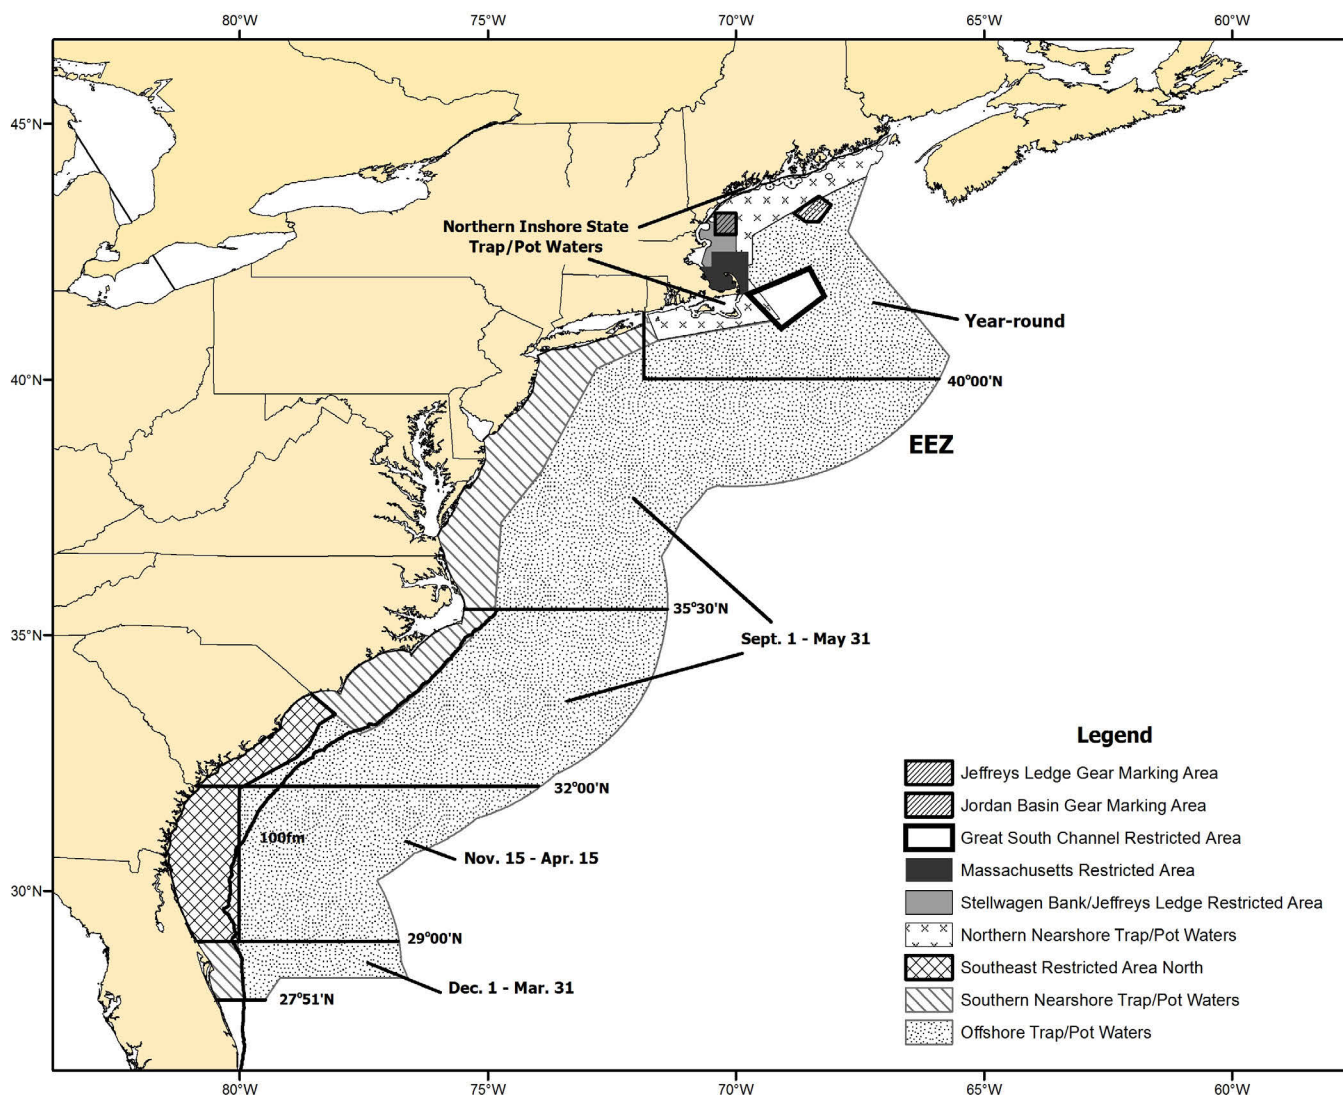 80°W
75°W
70°W
65°W
60°W
45°N
40°N
35°N
30°N
Northern Inshore State
Trap/Pot Waters
Year-round
40°00'N
EEZ
35°30'N
Sept. 1 - May 31
32°00'N
100fm
Nov. 15 - Apr. 15
29°00'N
Dec. 1 - Mar. 31
27°51'N
Legend
Jeffreys Ledge Gear Marking Area
Jordan Basin Gear Marking Area
Great South Channel Restricted Area
Massachusetts Restricted Area
Stellwagen Bank/Jeffreys Ledge Restricted Area
Northern Nearshore Trap/Pot Waters
Southeast Restricted Area North
Southern Nearshore Trap/Pot Waters
Offshore Trap/Pot Waters
80°W
75°W
70°W
65°W
60°W